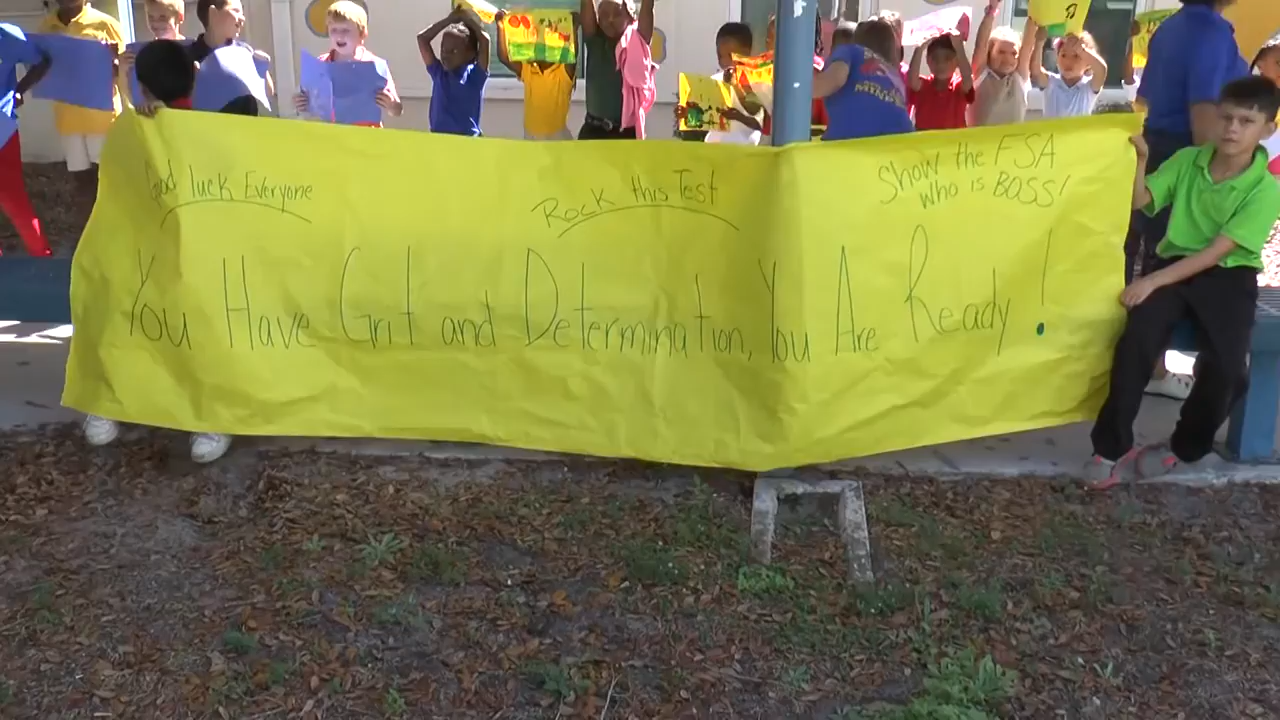 Good luck Everyone
Rock this Test
Show the FSA
who is BOSS!
You Have Grit and Determination, You Are Ready!